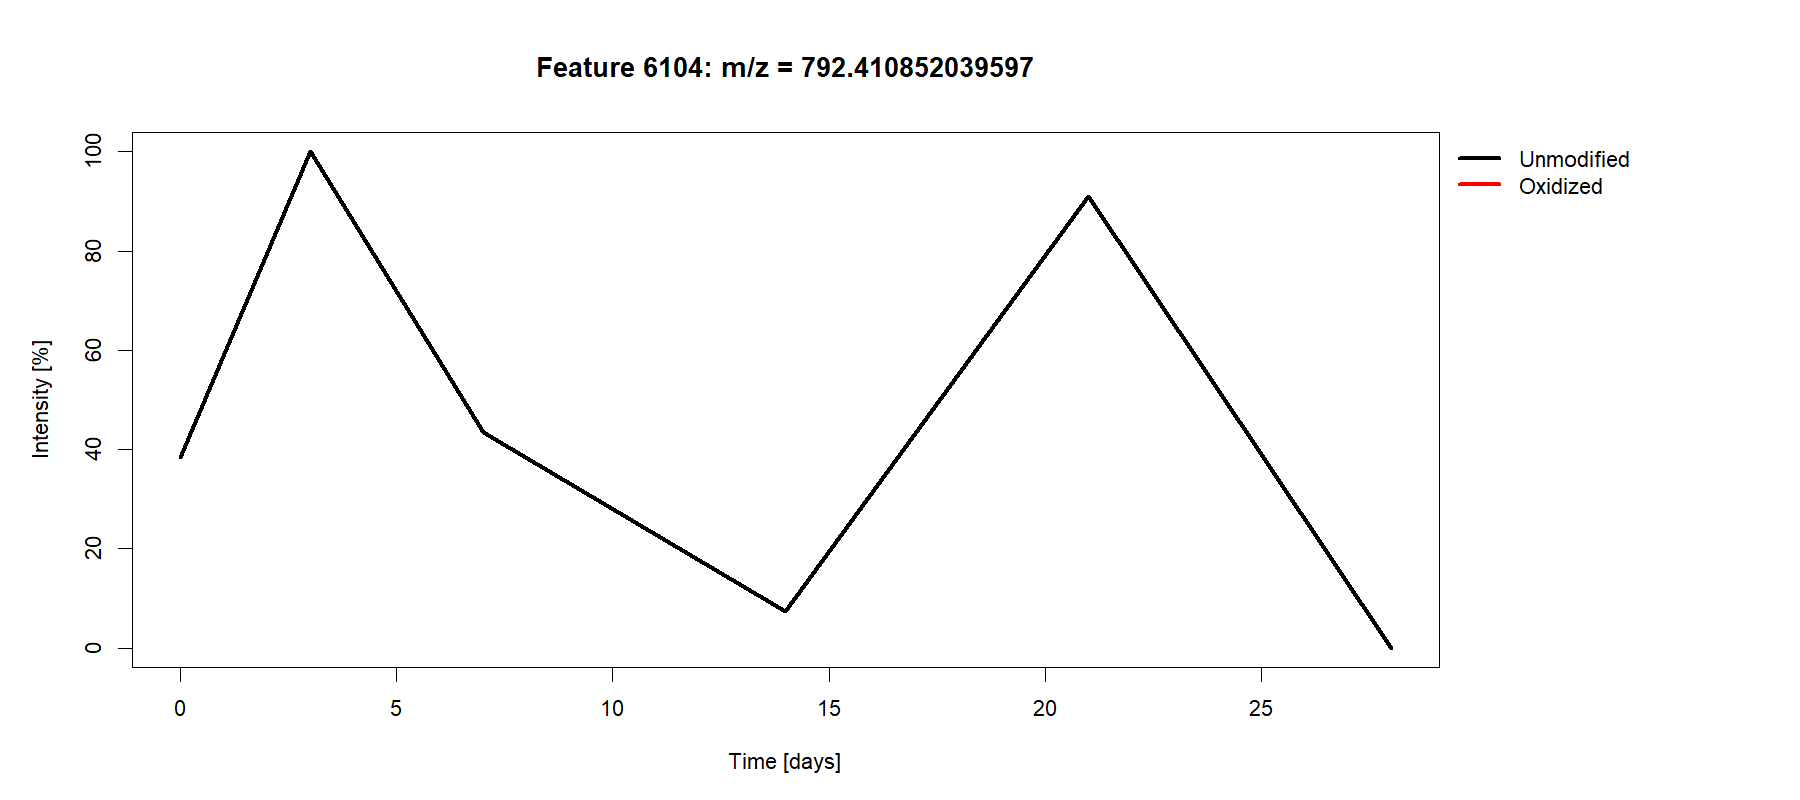 Feature 6104: m/z = 792.410852039597
Unmodified
Oxidized
Intensity [%]
100
80
60
40
20
0
0 5 10 15 20 25
Time [days]